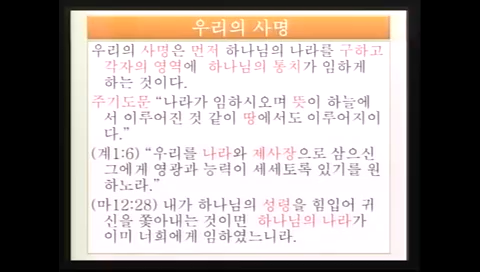 우리의 사명
우리의 사명은 먼저 하나님의 나라를 구하고
각자의 영역에 하나님의 통치가 임하게
하는 것이다.
주기도문 “나라가 임하시오며 뜻이 하늘에
서 이루어진 것 같이 땅에서도 이루어지이
다.”
(계1:6) “우리를 나라와 제사장으로 삼으신
그에게 영광과 능력이 세세토록 있기를 원
하노라.”
(마12:28) 내가 하나님의 성령을 힘입어 귀
신을 쫓아내는 것이면 하나님의 나라가
이미 너희에게 임하였느니라.